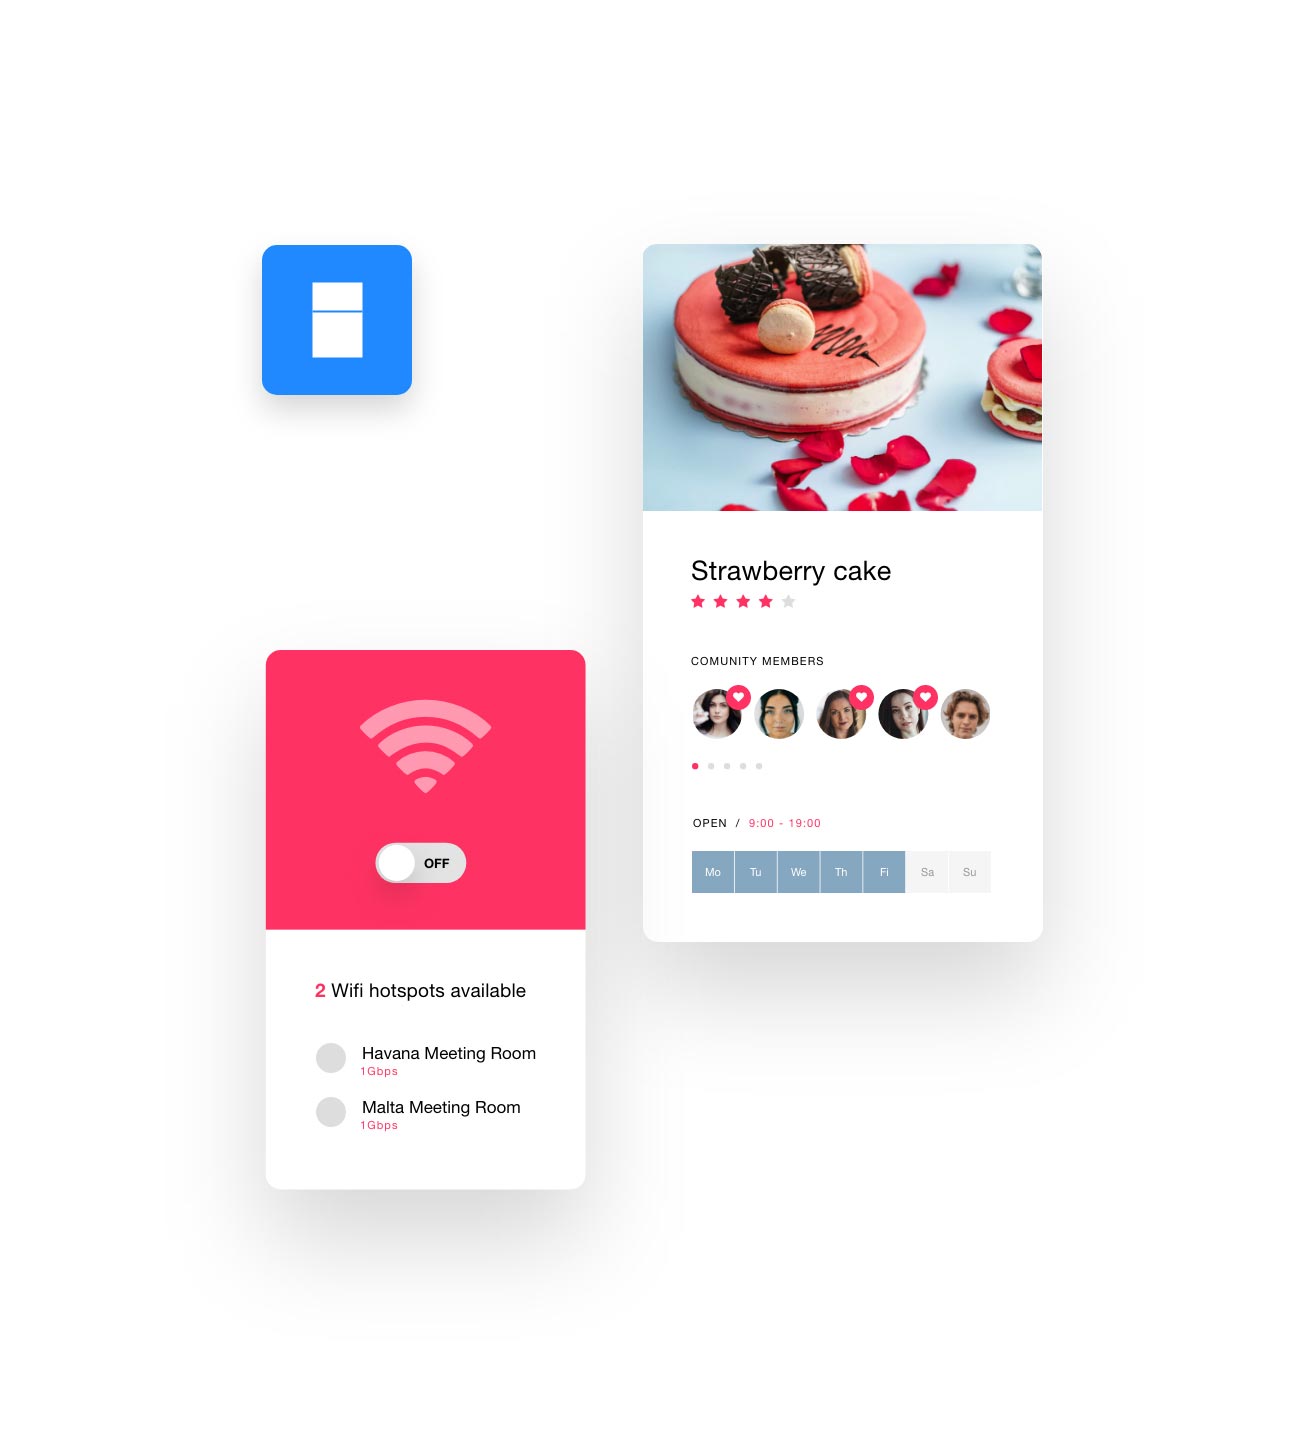 Strawberry cake
COMUNITY MEMBERS
OPEN / 9:00 - 19:00
Mo Tu We Th Fi Sa Su
OFF
2 Wifi hotspots available
Havana Meeting Room
1Gbps
Malta Meeting Room
1Gbps